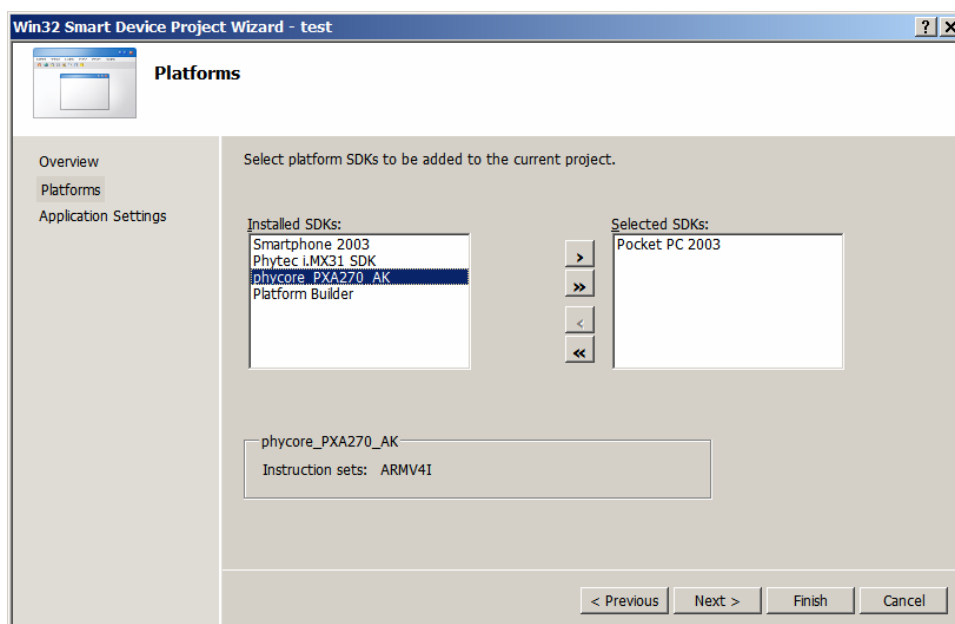 Win32 Smart Device Project Wizard - test
? X
Platforms
Overview
Platforms
Application Settings
Select platform SDKs to be added to the current project.
Installed SDKs:
Smartphone 2003
Phytec i.MX31 SDK
phycore_PXA270_AK
Platform Builder
>
>>
<
<<
Selected SDKs:
Pocket PC 2003
phycore_PXA270_AK
Instruction sets: ARMV4I
< Previous
Next >
Finish
Cancel